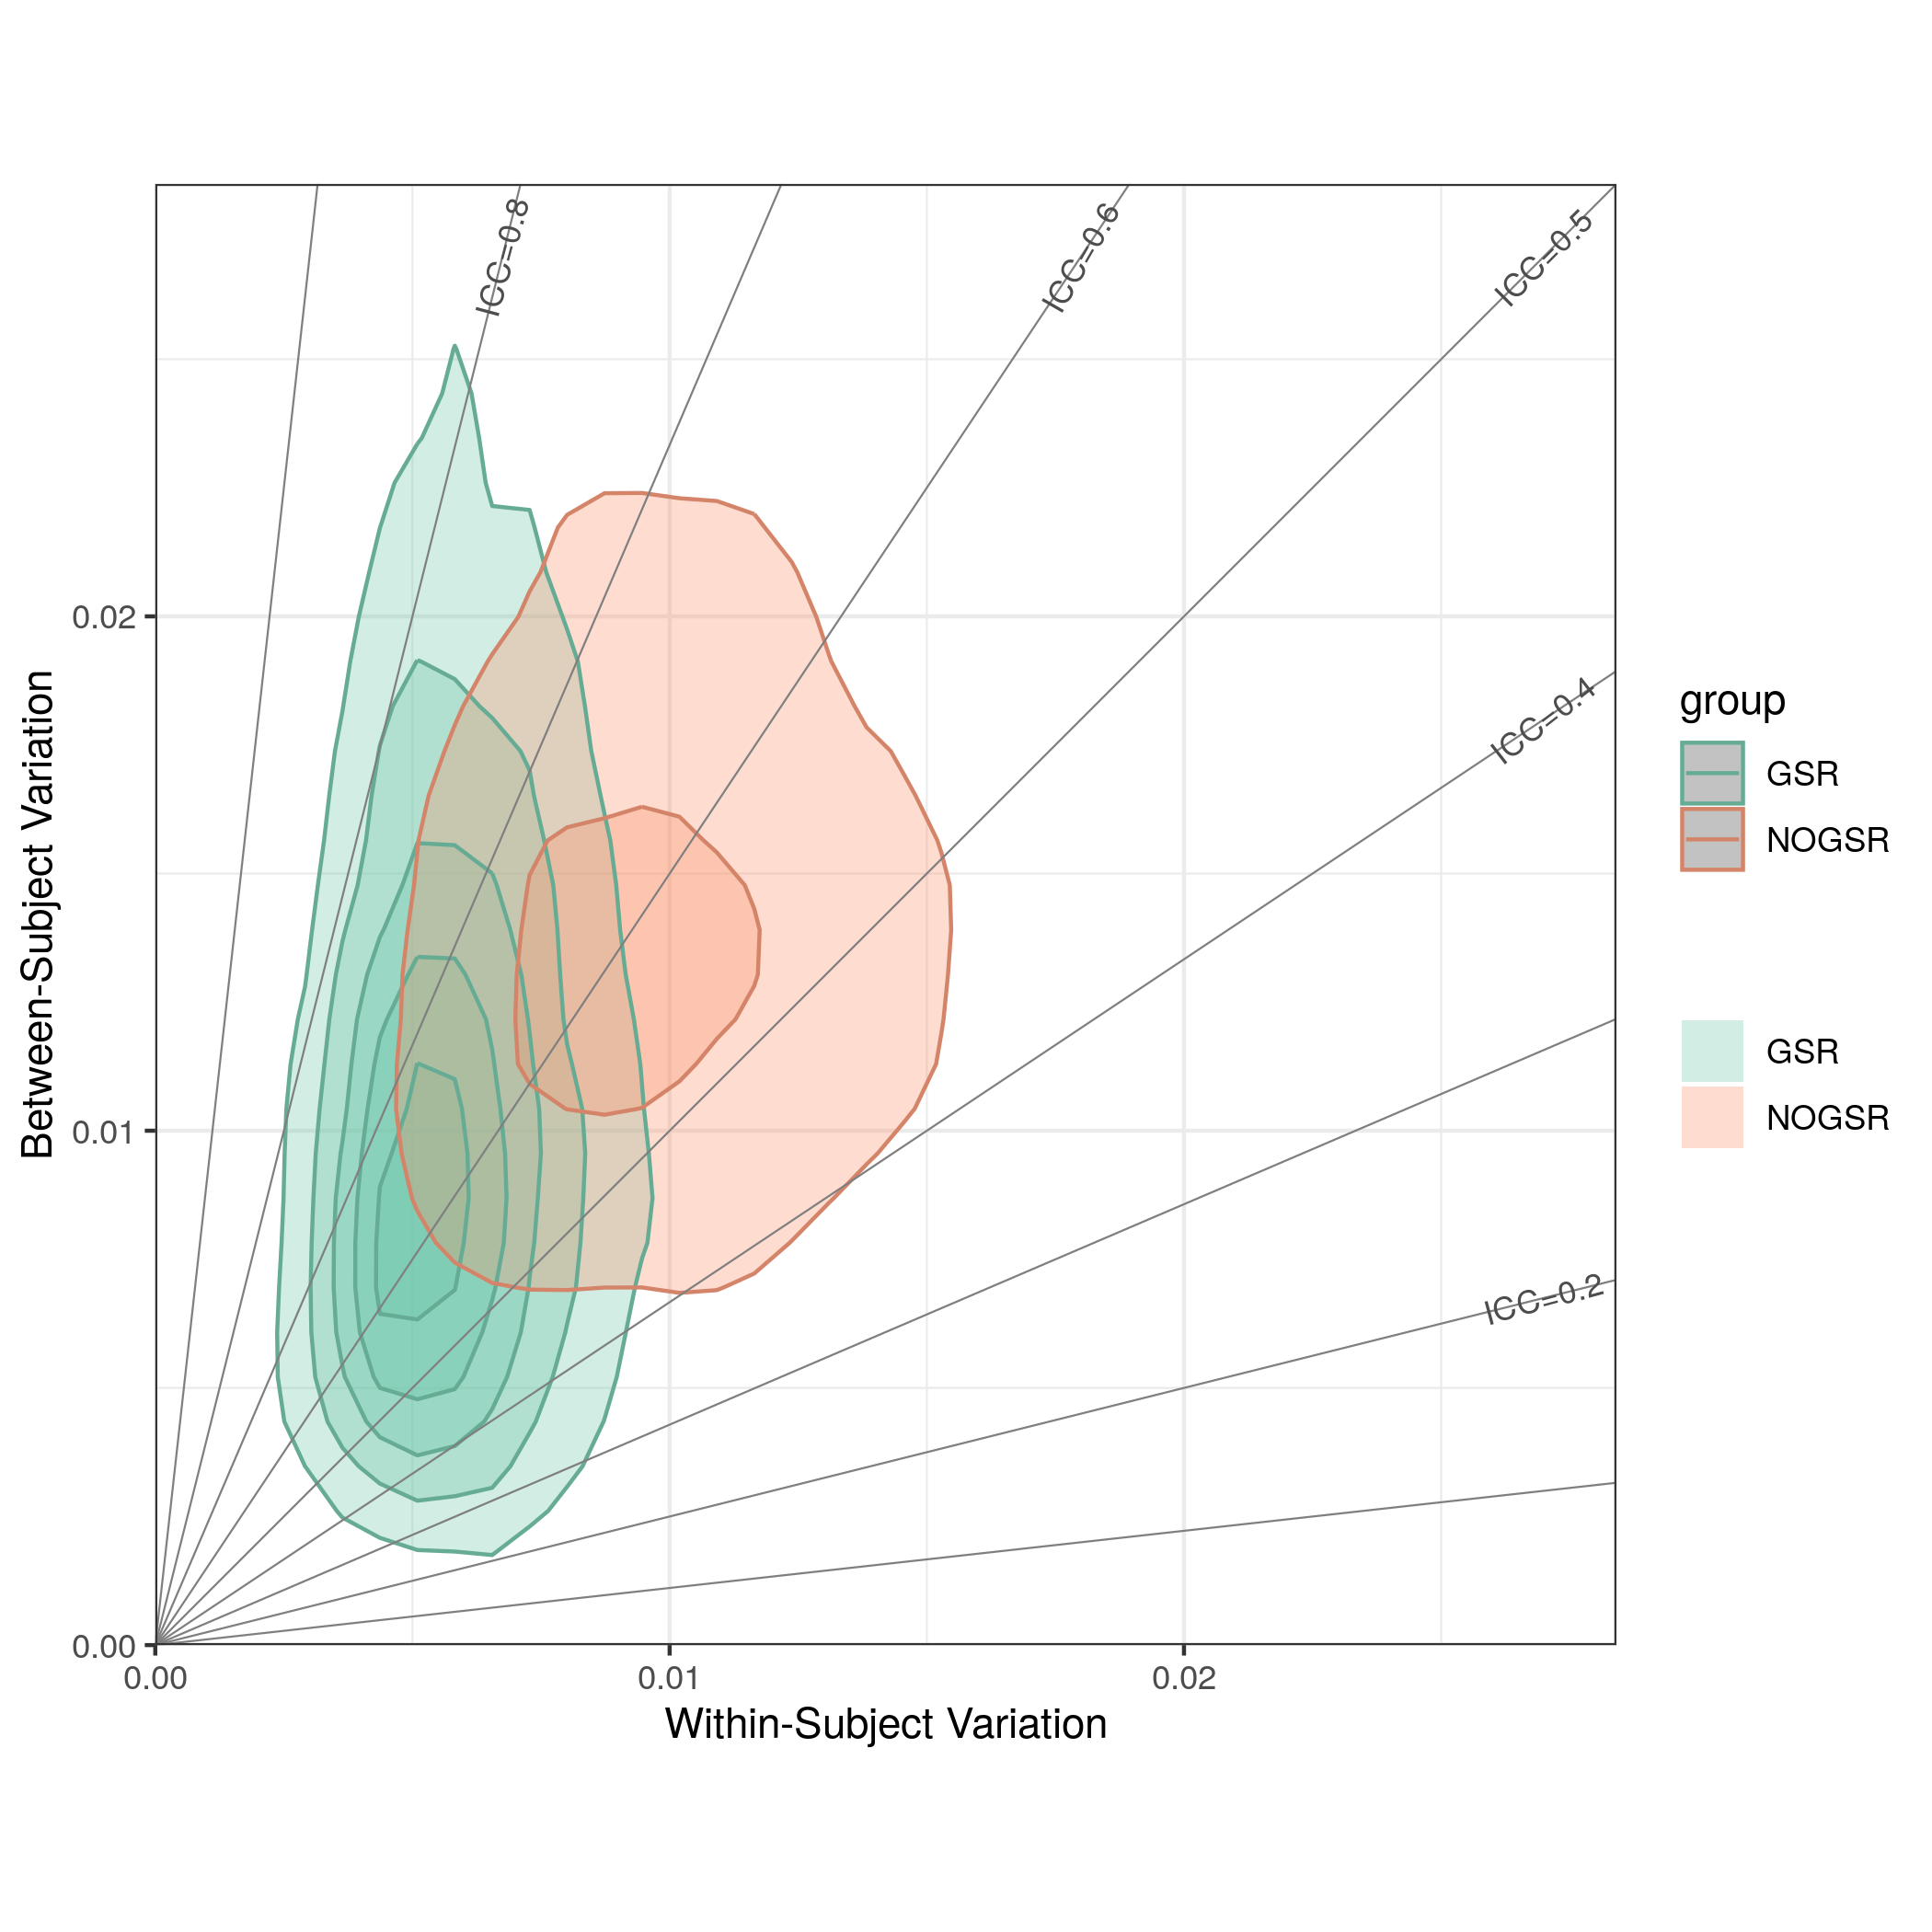 ICC=0.8
ICC=0.6
ICC=0.5
ICC=0.4
ICC=0.2
0.02
0.01
0.00
Between-Subject Variation
0.00
0.01
0.02
Within-Subject Variation
group
GSR
NOGSR
GSR
NOGSR